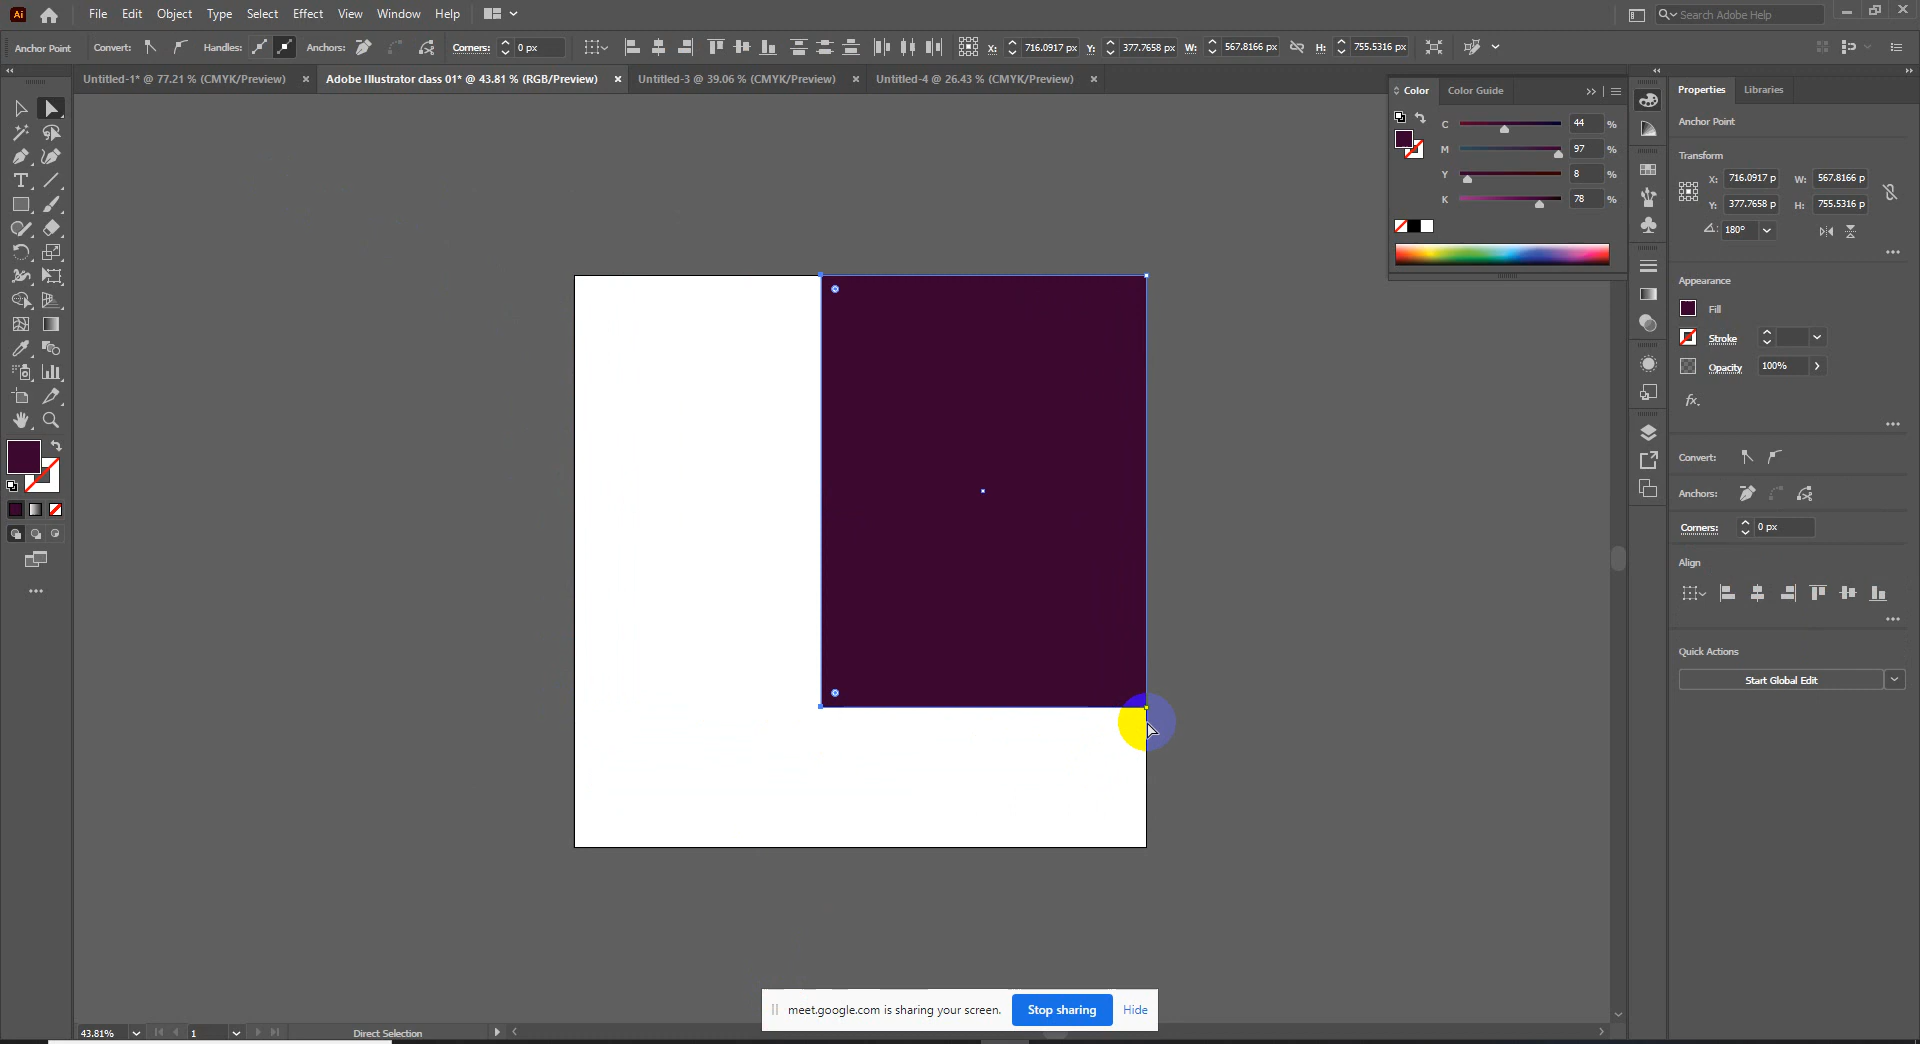 Ai File Edit Object Type Select Effect View Window Help Search Adobe Help
Anchor Point Convert: Handles: Anchors: Corners: 0 px X: 716.0917 px Y: 377.7658 px W: 567.8166 px H: 755.5316 px
Untitled-1* @ 77.21 % (CMYK/Preview) × Adobe Illustrator class 01* @ 43.81 % (RGB/Preview) × Untitled-3 @ 39.06 % (CMYK/Preview) × Untitled-4 @ 26.43 % (CMYK/Preview) ×
Color Color Guide
C 44 %
M 97 %
Y 8 %
K 78 %
Properties Libraries
Anchor Point
Transform
X: 716.0917 p W: 567.8166 p
Y: 377.7658 p H: 755.5316 p
180°
Appearance
Fill
Stroke
Opacity 100%
fx.
Convert:
Anchors:
Corners: 0 px
Align
Quick Actions
Start Global Edit
meet.google.com is sharing your screen. Stop sharing Hide
43.81% 1 Direct Selection